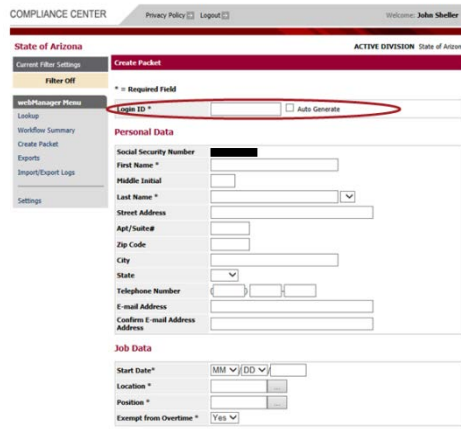 COMPLIANCE CENTER Privacy Policy Logout Welcome: John Sheller
State of Arizona ACTIVE DIVISION State of Arizon
Current Filter Settings Create Packet
Filter Off
* = Required Field
webManager Menu
Login ID * Auto Generate
Lookup
Workflow Summary
Personal Data
Create Packet
Exports
Social Security Number
Import/Export Logs
First Name *
Middle Initial
Settings
Last Name *
Street Address
Apt/Suite#
Zip Code
City
State
Telephone Number ( ) -
E-mail Address
Confirm E-mail Address
Address
Job Data
Start Date* MM / DD /
Location * ...
Position * ...
Exempt from Overtime * Yes